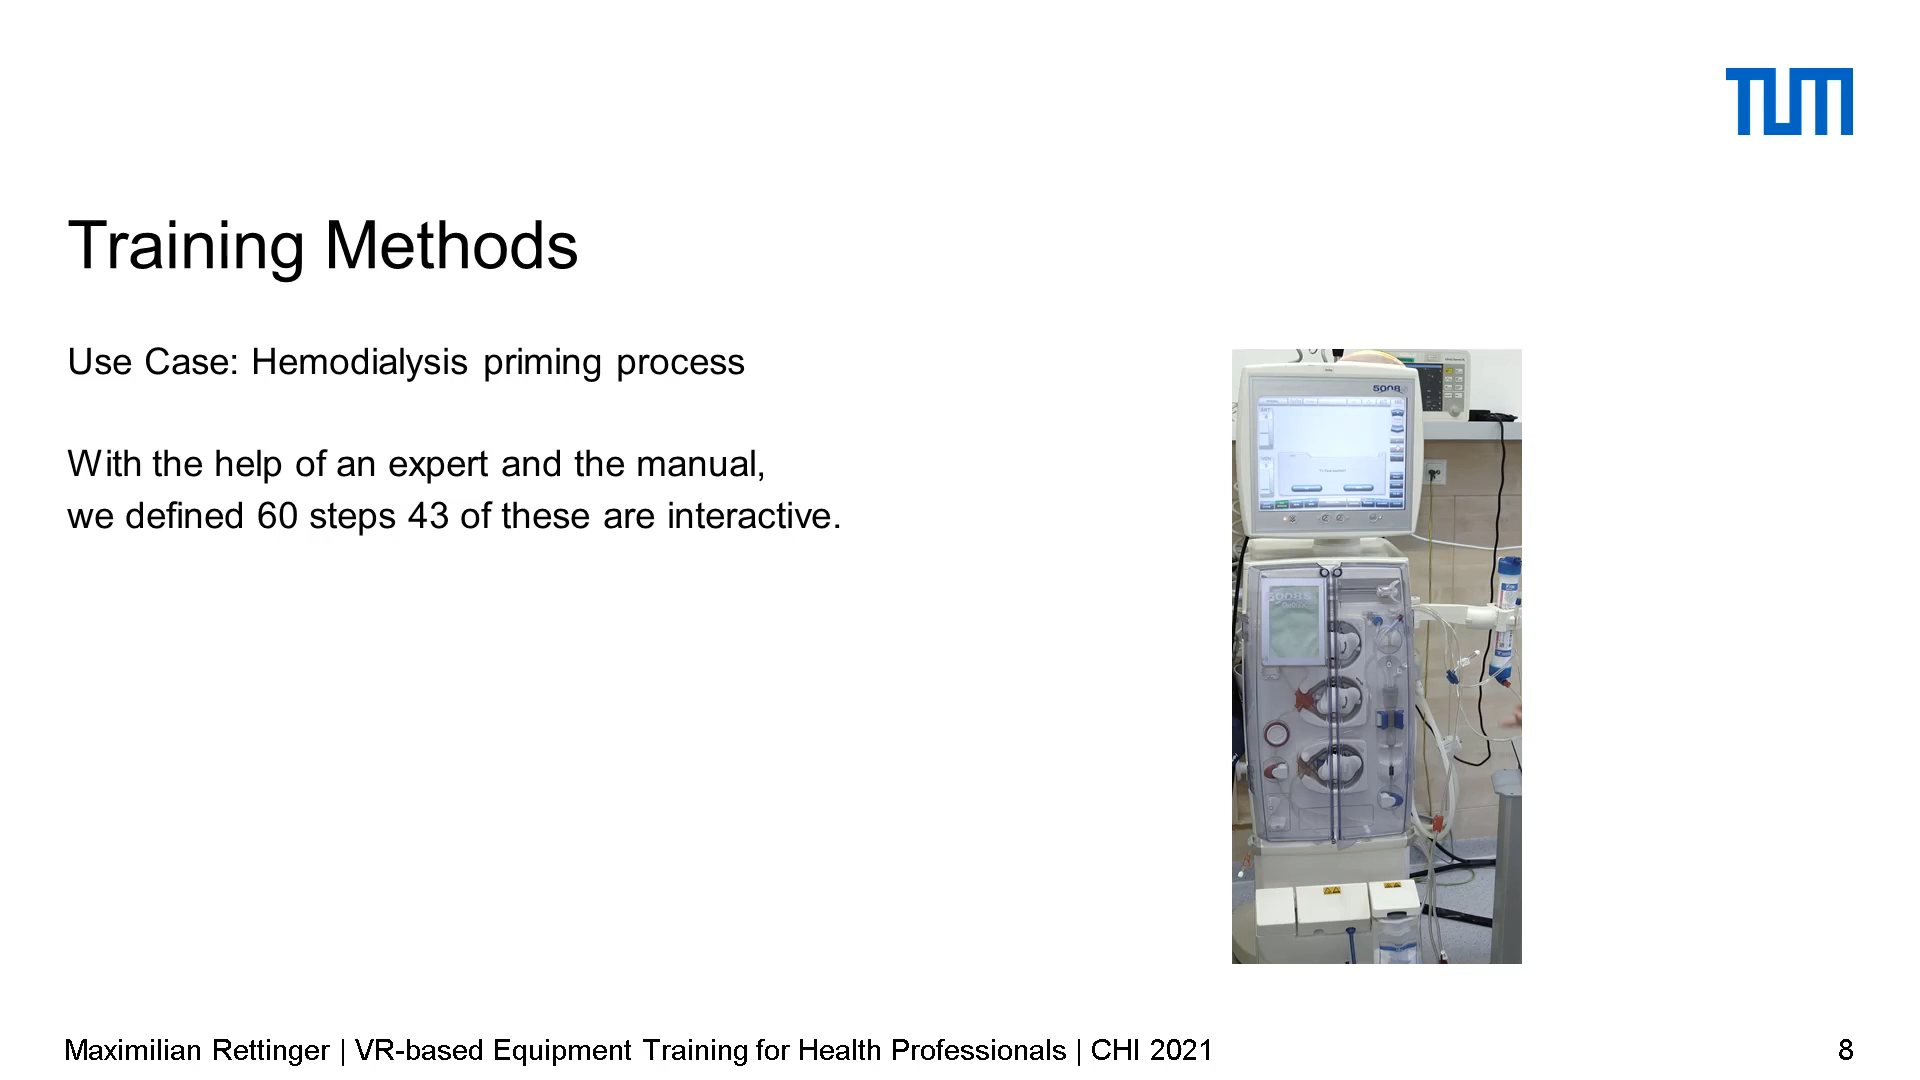 TUM
Training Methods
Use Case: Hemodialysis priming process
With the help of an expert and the manual,
we defined 60 steps 43 of these are interactive.
5008
5008S
Maximilian Rettinger | VR-based Equipment Training for Health Professionals | CHI 2021
8